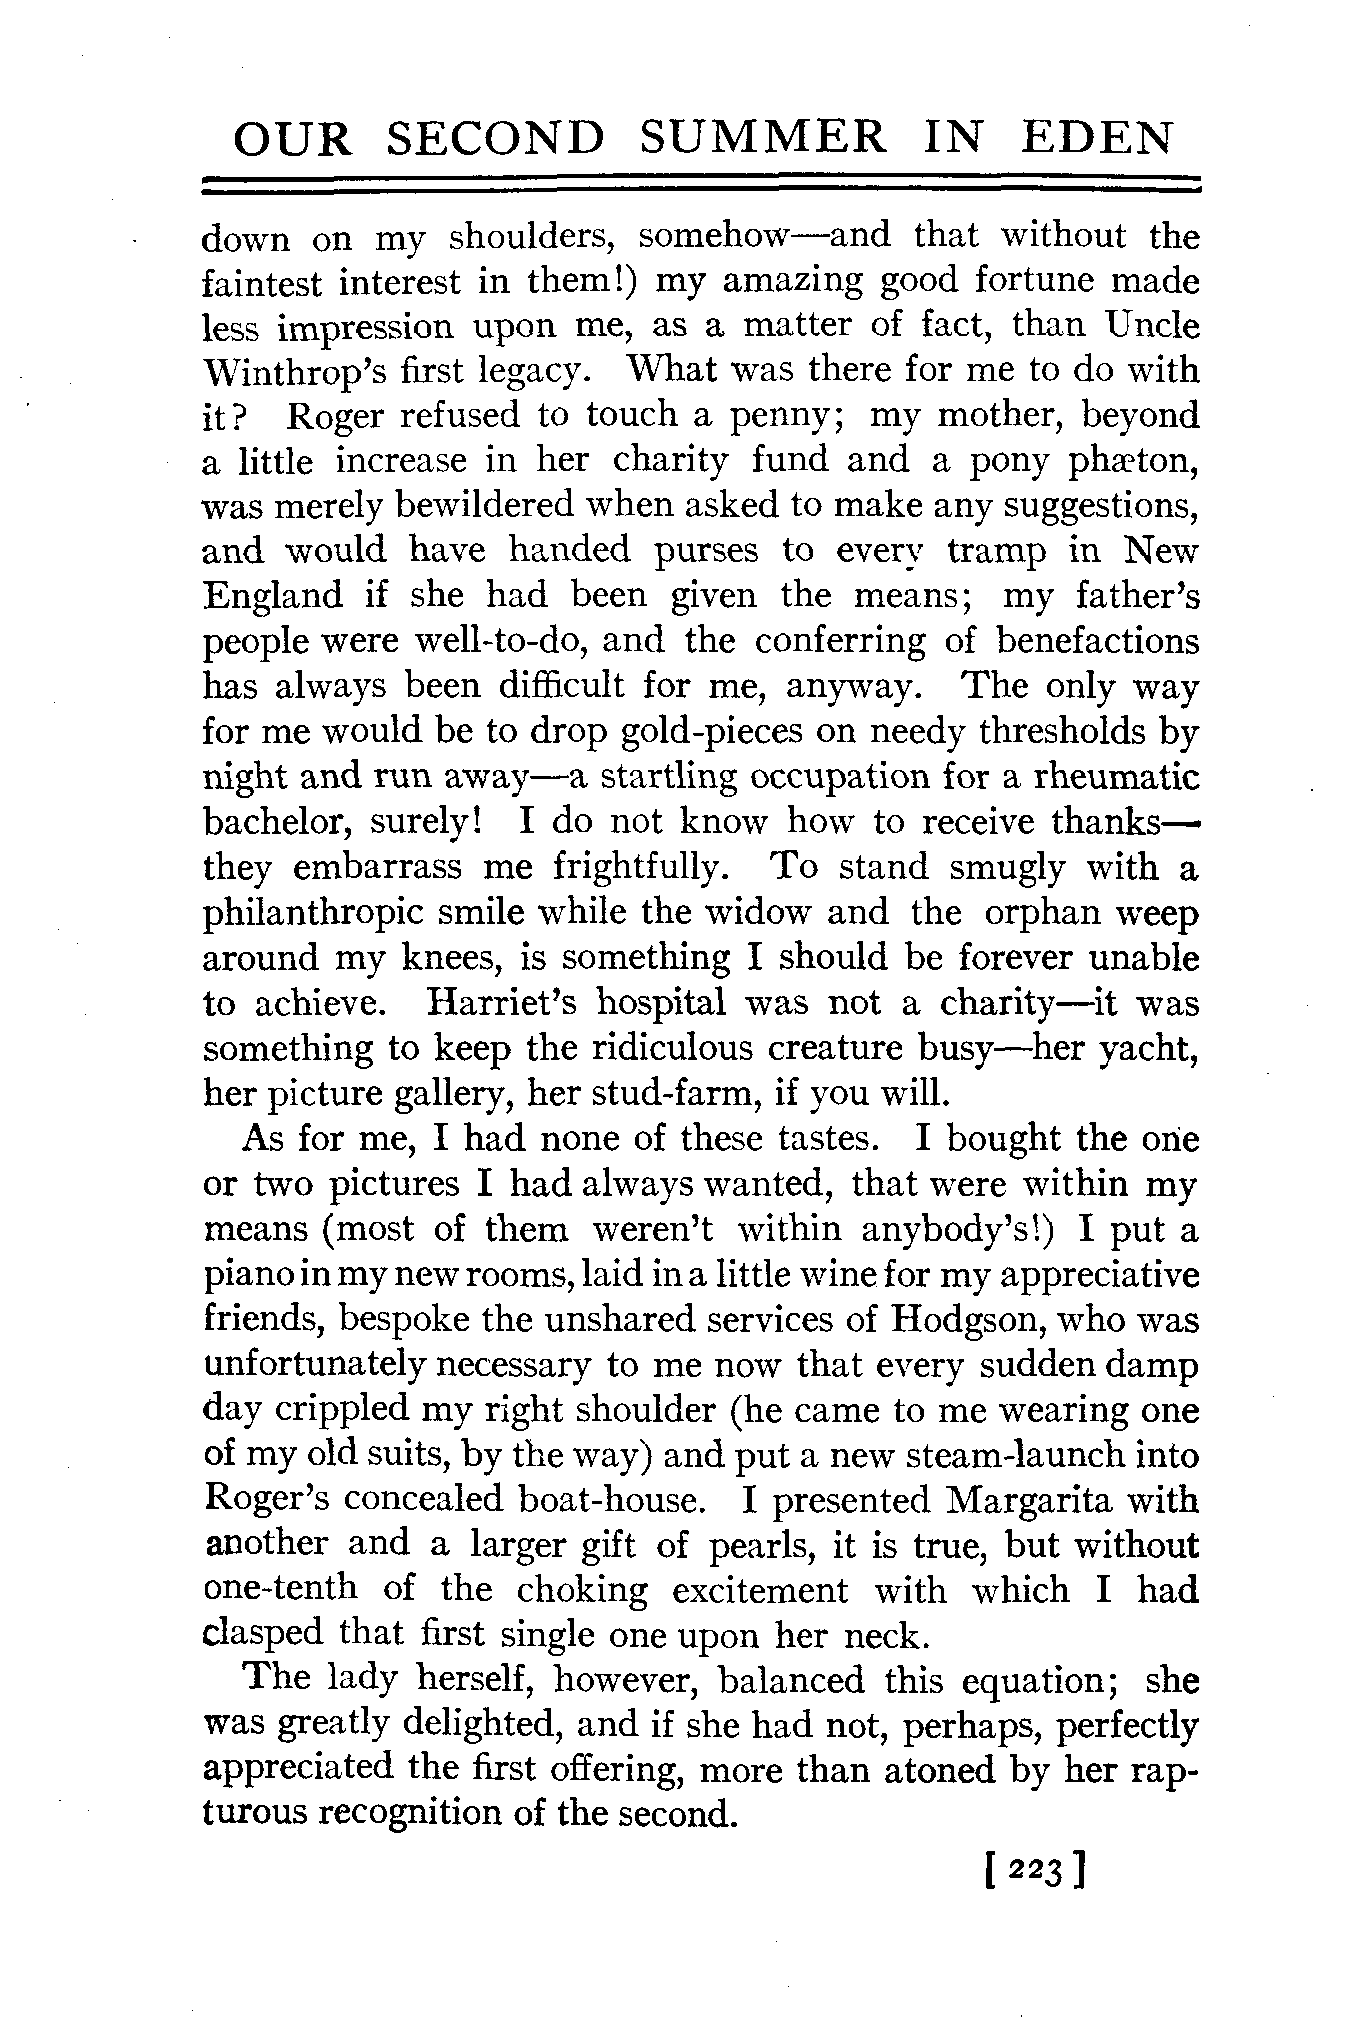 OUR SECOND SUMMER IN EDEN
down on my shoulders, somehow—and that without the
faintest interest in them!) my amazing good fortune made
less impression upon me, as a matter of fact, than Uncle
Winthrop's first legacy. What was there for me to do with
it? Roger refused to touch a penny; my mother, beyond
a little increase in her charity fund and a pony phæton,
was merely bewildered when asked to make any suggestions,
and would have handed purses to every tramp in New
England if she had been given the means; my father's
people were well-to-do, and the conferring of benefactions
has always been difficult for me, anyway. The only way
for me would be to drop gold-pieces on needy thresholds by
night and run away—a startling occupation for a rheumatic
bachelor, surely! I do not know how to receive thanks—
they embarrass me frightfully. To stand smugly with a
philanthropic smile while the widow and the orphan weep
around my knees, is something I should be forever unable
to achieve. Harriet's hospital was not a charity—it was
something to keep the ridiculous creature busy—her yacht,
her picture gallery, her stud-farm, if you will.
As for me, I had none of these tastes. I bought the one
or two pictures I had always wanted, that were within my
means (most of them weren't within anybody's!) I put a
piano in my new rooms, laid in a little wine for my appreciative
friends, bespoke the unshared services of Hodgson, who was
unfortunately necessary to me now that every sudden damp
day crippled my right shoulder (he came to me wearing one
of my old suits, by the way) and put a new steam-launch into
Roger's concealed boat-house. I presented Margarita with
another and a larger gift of pearls, it is true, but without
one-tenth of the choking excitement with which I had
clasped that first single one upon her neck.
The lady herself, however, balanced this equation; she
was greatly delighted, and if she had not, perhaps, perfectly
appreciated the first offering, more than atoned by her rap-
turous recognition of the second.
[ 223 ]